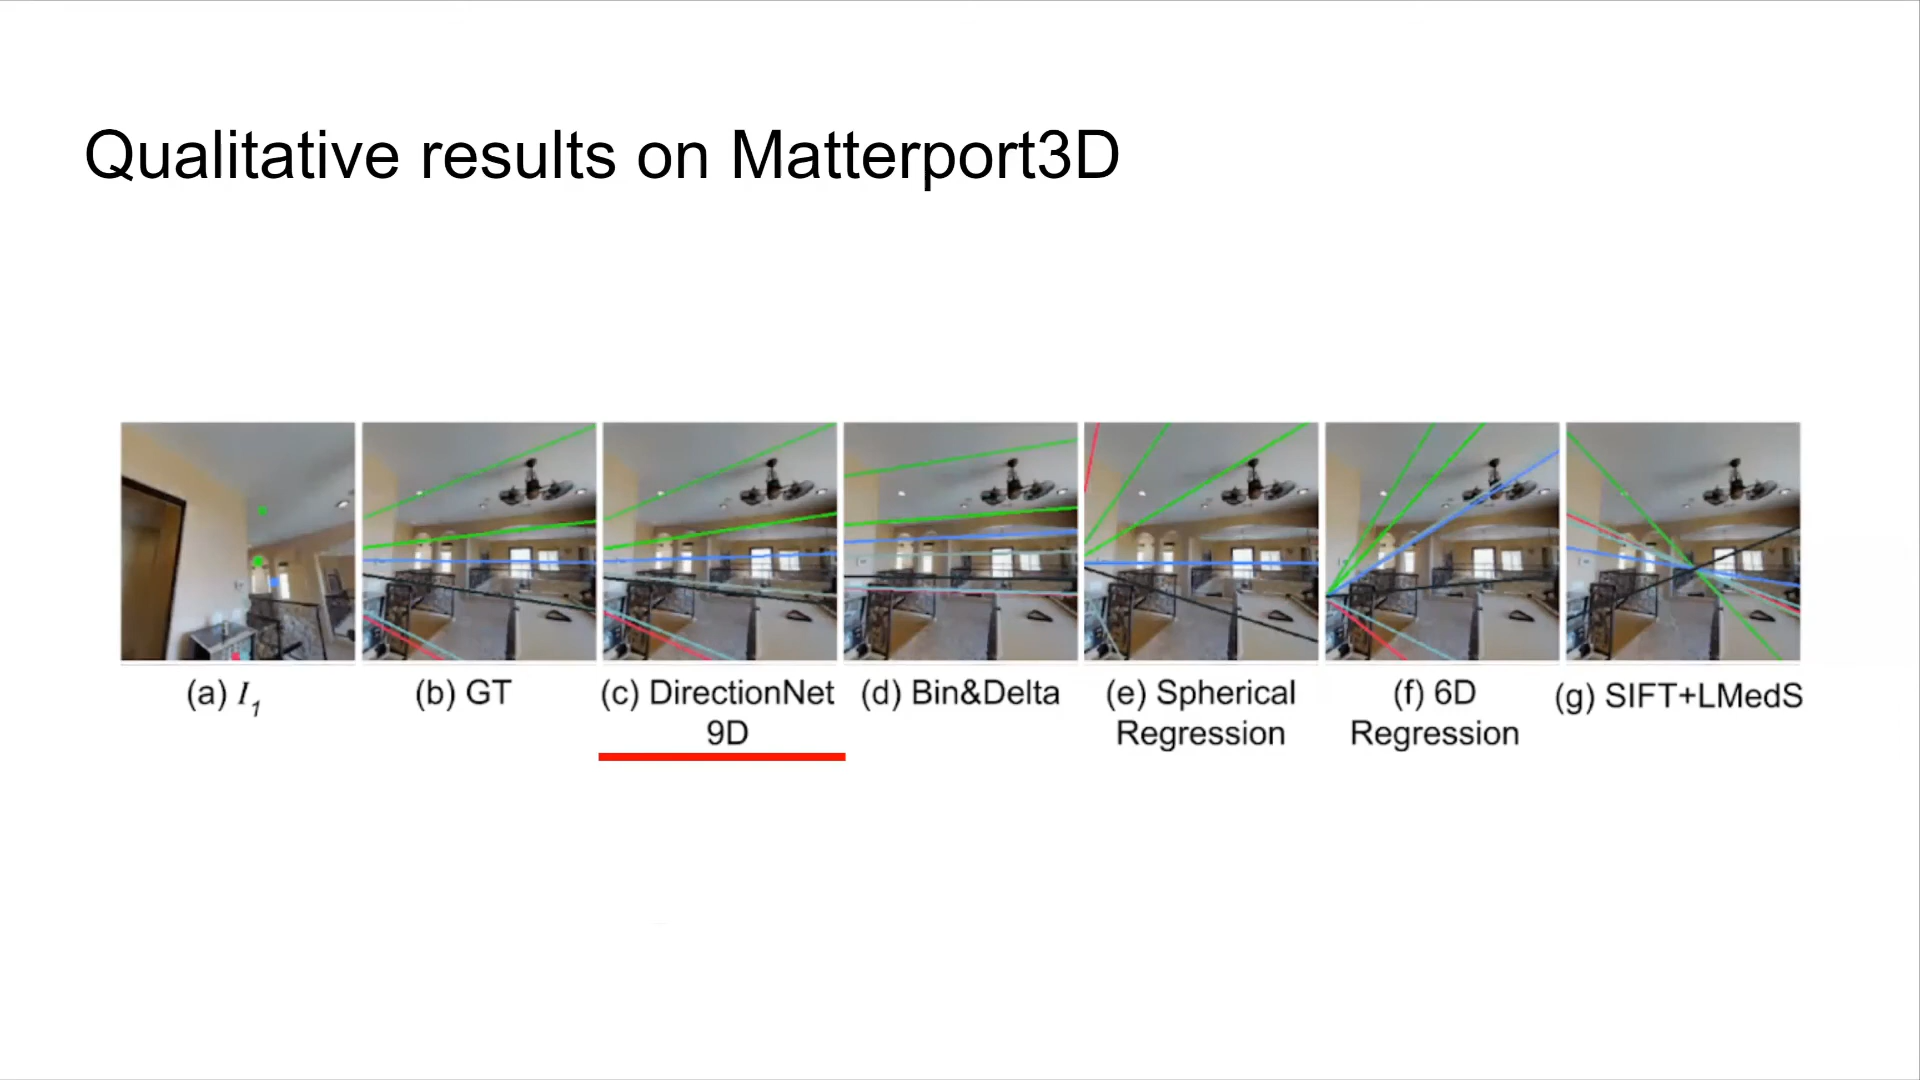 Qualitative results on Matterport3D
(a) I1
(b) GT
(c) DirectionNet
9D
(d) Bin&Delta
(e) Spherical
Regression
(f) 6D
Regression
(g) SIFT+LMedS